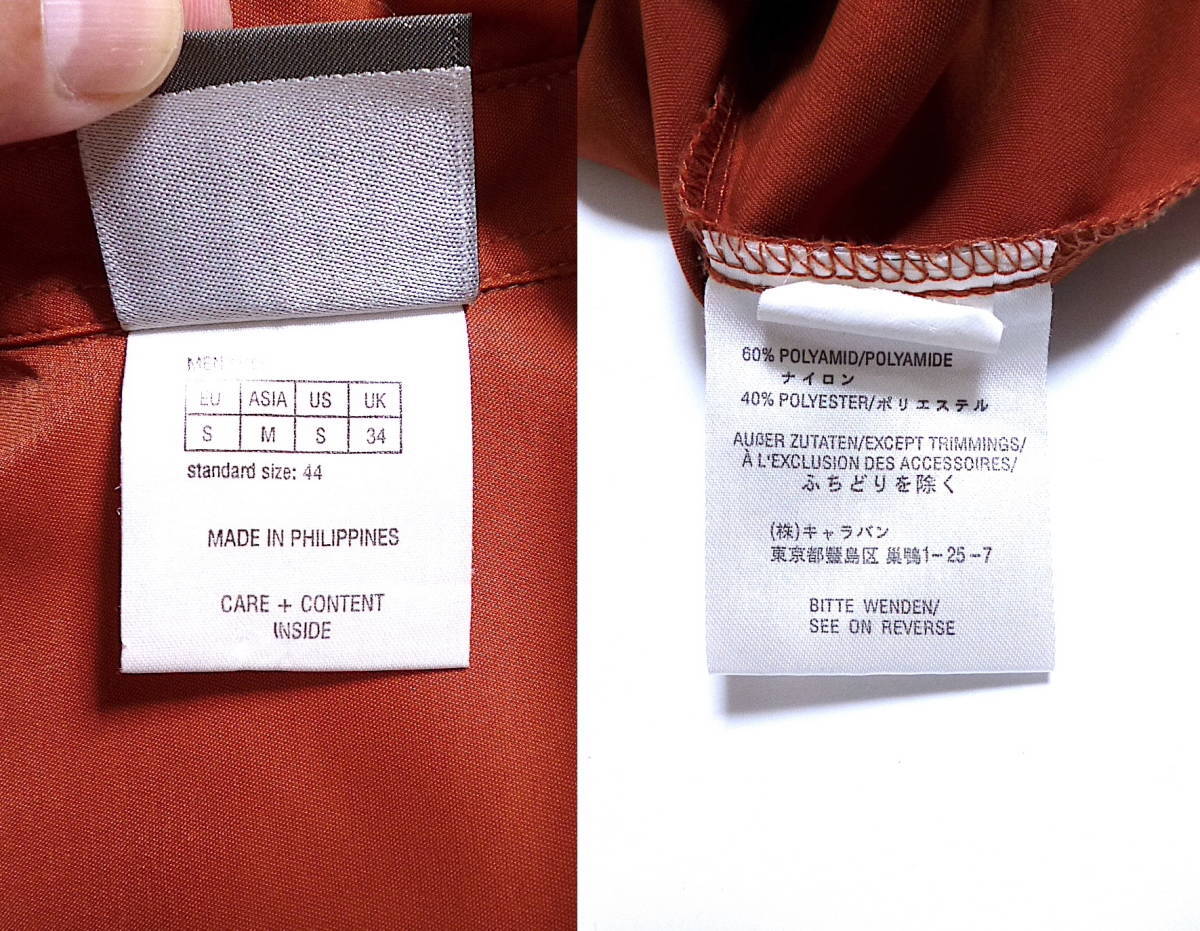 EU ASIA US UK
S M S 34
standard size: 44
MADE IN PHILIPPINES
CARE + CONTENT
INSIDE
60% POLYAMID/POLYAMIDE
ナイロン
40% POLYESTER/ポリエステル
AUßER ZUTATEN/EXCEPT TRIMMINGS/
À L'EXCLUSION DES ACCESSOIRES/
ふちどりを除く
(株)キャラバン
東京都豊島区 巣鴨1-25-7
BITTE WENDEN/
SEE ON REVERSE